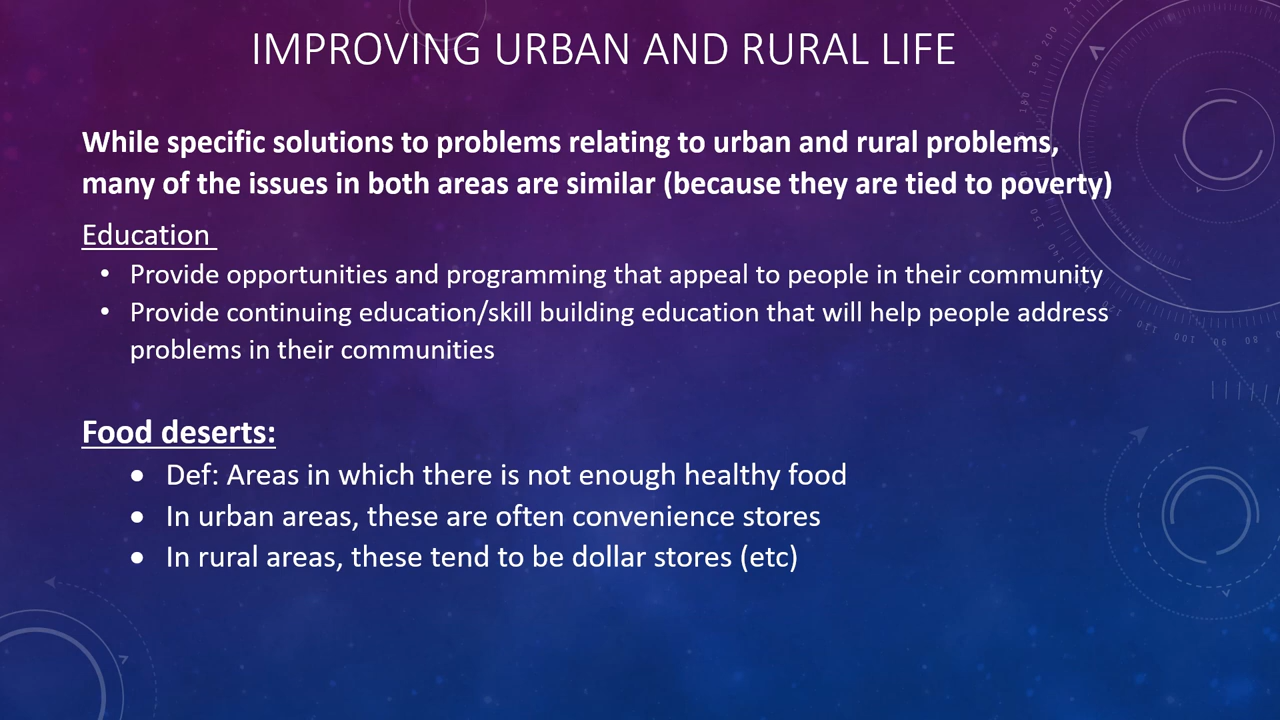 IMPROVING URBAN AND RURAL LIFE
While specific solutions to problems relating to urban and rural problems,
many of the issues in both areas are similar (because they are tied to poverty)
Education
• Provide opportunities and programming that appeal to people in their community
• Provide continuing education/skill building education that will help people address
problems in their communities
Food deserts:
● Def: Areas in which there is not enough healthy food
● In urban areas, these are often convenience stores
● In rural areas, these tend to be dollar stores (etc)